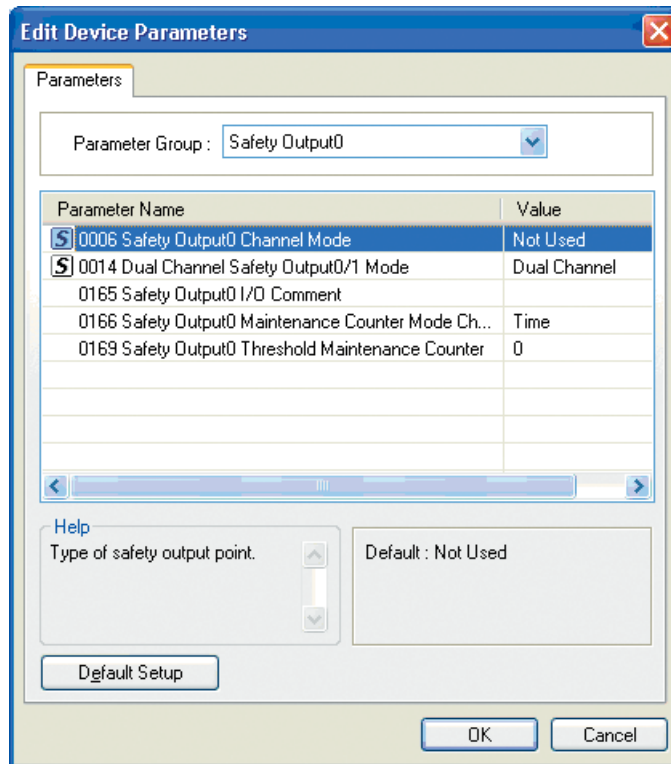 Edit Device Parameters
Parameters
Parameter Group : Safety Output0
Parameter Name Value
S 0006 Safety Output0 Channel Mode Not Used
S 0014 Dual Channel Safety Output0/1 Mode Dual Channel
0165 Safety Output0 I/O Comment
0166 Safety Output0 Maintenance Counter Mode Ch... Time
0169 Safety Output0 Threshold Maintenance Counter 0
Help
Type of safety output point.
Default : Not Used
Default Setup
OK Cancel